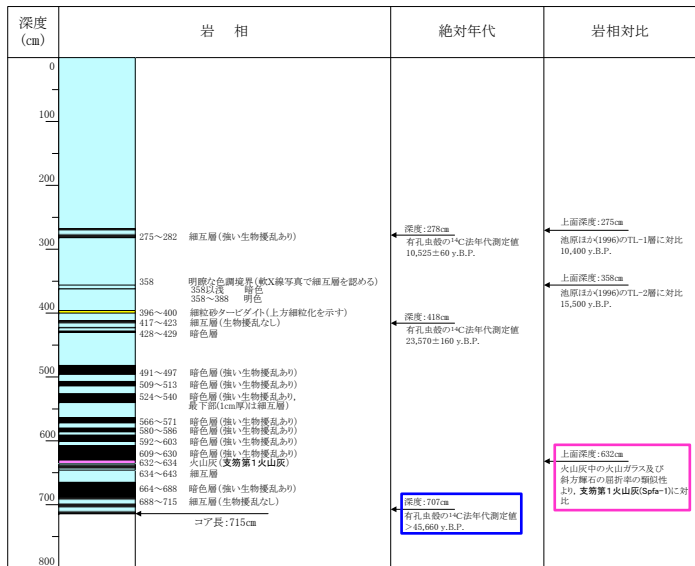 深度
(cm)
岩 相
絶対年代
岩相対比
0
100
200
300
400
500
600
700
800
275～282 細互層(強い生物擾乱あり)
358 明瞭な色調境界(軟X線写真で細互層を認める)
358以浅 暗色
358～388 明色
396～400 細粒砂タービダイト(上方細粒化を示す)
417～423 細互層(生物擾乱なし)
428～429 暗色層
491～497 暗色層(強い生物擾乱あり)
509～513 暗色層(強い生物擾乱あり)
524～540 暗色層(強い生物擾乱あり,
最下部(1cm厚)は細互層)
566～571 暗色層(強い生物擾乱あり)
580～586 暗色層(強い生物擾乱あり)
592～603 暗色層(強い生物擾乱あり)
609～630 暗色層(強い生物擾乱あり)
632～634 火山灰(支笏第1火山灰)
634～643 細互層
664～688 暗色層(強い生物擾乱あり)
688～715 細互層(生物擾乱なし)
コア長:715cm
深度:278cm
有孔虫殻の¹⁴C法年代測定値
10,525±60 y.B.P.
深度:418cm
有孔虫殻の¹⁴C法年代測定値
23,570±160 y.B.P.
深度:707cm
有孔虫殻の¹⁴C法年代測定値
>45,660 y.B.P.
上面深度:275cm
池原ほか(1996)のTL-1層に対比
10,400 y.B.P.
上面深度:358cm
池原ほか(1996)のTL-2層に対比
15,500 y.B.P.
上面深度:632cm
火山灰中の火山ガラス及び
斜方輝石の屈折率の類似性
より, 支笏第1火山灰(Spfa-1)に対
比